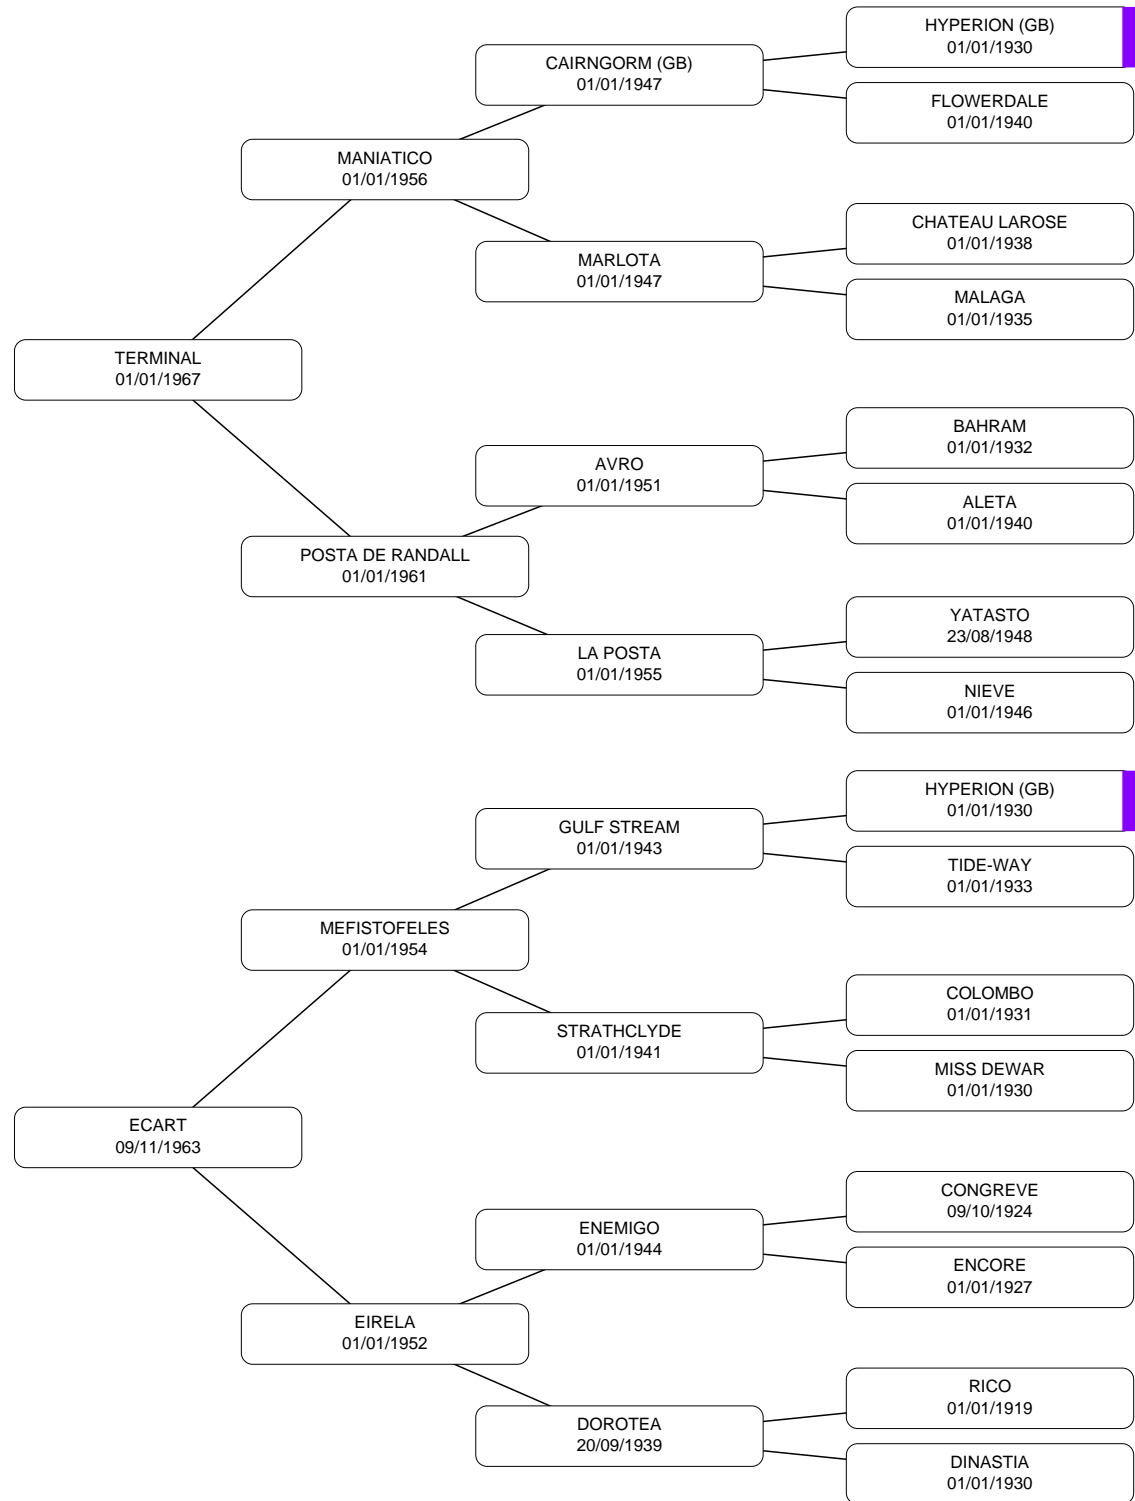 HYPERION (GB)
01/01/1930
CAIRNGORM (GB)
01/01/1947
FLOWERDALE
01/01/1940
MANIATICO
01/01/1956
CHATEAU LAROSE
01/01/1938
MARLOTA
01/01/1947
MALAGA
01/01/1935
TERMINAL
01/01/1967
BAHRAM
01/01/1932
AVRO
01/01/1951
ALETA
01/01/1940
POSTA DE RANDALL
01/01/1961
YATASTO
23/08/1948
LA POSTA
01/01/1955
NIEVE
01/01/1946
HYPERION (GB)
01/01/1930
GULF STREAM
01/01/1943
TIDE-WAY
01/01/1933
MEFISTOFELES
01/01/1954
COLOMBO
01/01/1931
STRATHCLYDE
01/01/1941
MISS DEWAR
01/01/1930
ECART
09/11/1963
CONGREVE
09/10/1924
ENEMIGO
01/01/1944
ENCORE
01/01/1927
EIRELA
01/01/1952
RICO
01/01/1919
DOROTEA
20/09/1939
DINASTIA
01/01/1930